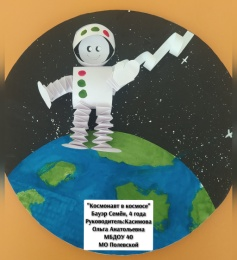 "Космонавт в космосе"
Бауэр Семён, 4 года
Руководитель:Касимова
Ольга Анатольевна
МБДОУ 40
МО Полевской